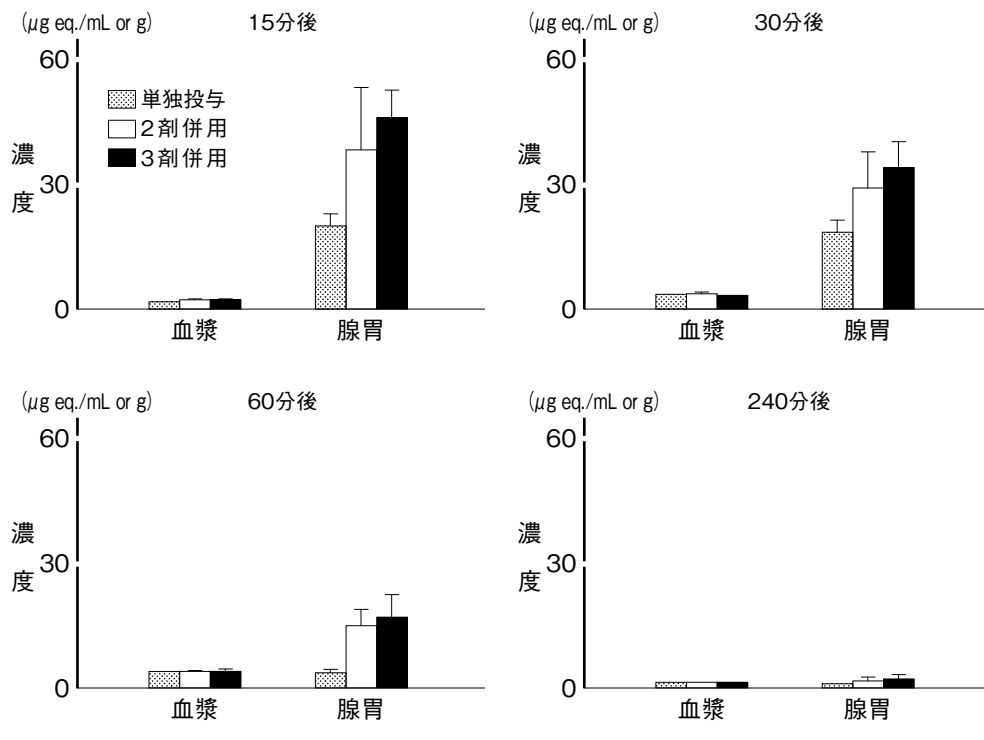 (μg eq./mL or g) 15分後
60
濃度
30
0
単独投与
2剤併用
3剤併用
血漿 腺胃
(μg eq./mL or g) 30分後
60
濃度
30
0
血漿 腺胃
(μg eq./mL or g) 60分後
60
濃度
30
0
血漿 腺胃
(μg eq./mL or g) 240分後
60
濃度
30
0
血漿 腺胃